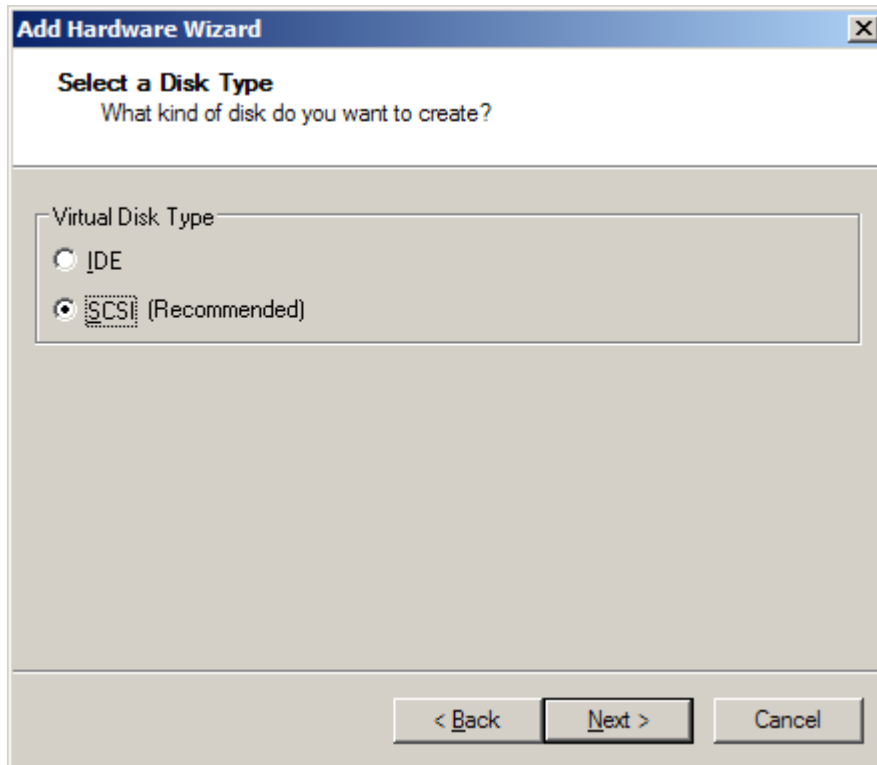 Add Hardware Wizard
Select a Disk Type
What kind of disk do you want to create?
Virtual Disk Type
IDE
SCSI (Recommended)
< Back Next > Cancel